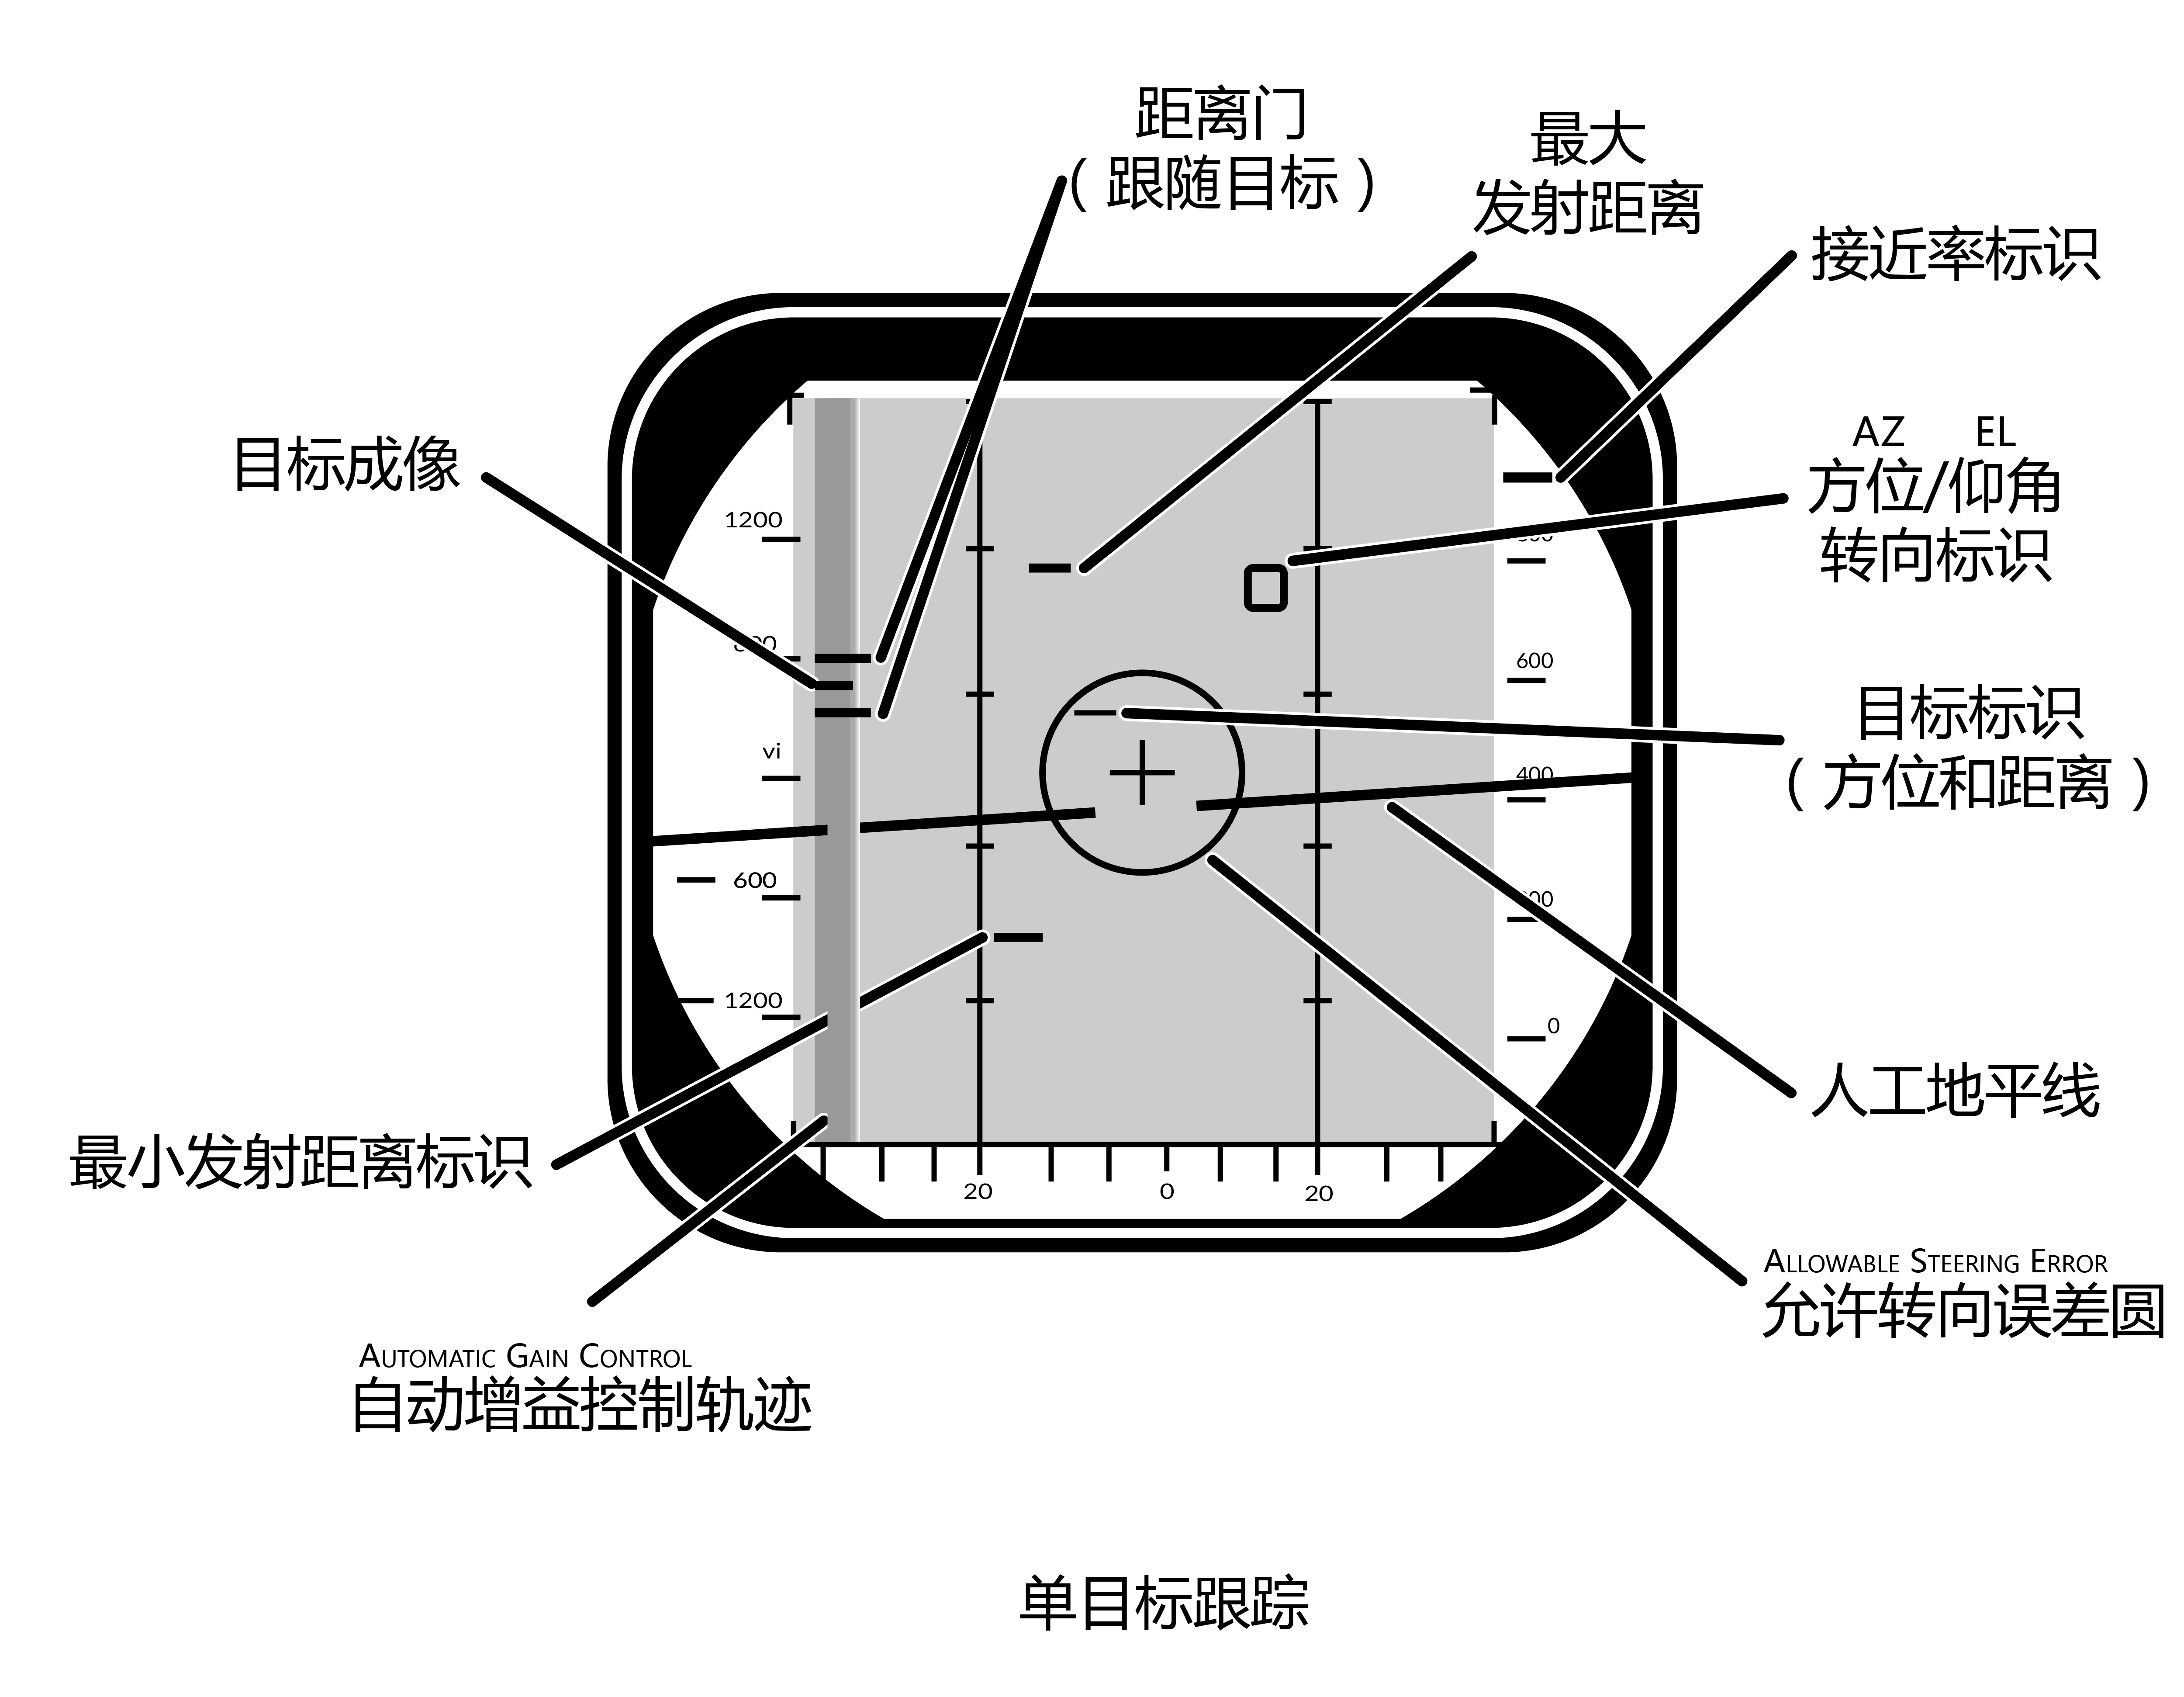 距离门
（跟随目标）
最大
发射距离
接近率标识
目标成像
AZ EL
方位/仰角
转向标识
1200
600
目标标识
（方位和距离）
vi
400
600
1200
0
人工地平线
最小发射距离标识
20 0 20
ALLOWABLE STEERING ERROR
允许转向误差圆
AUTOMATIC GAIN CONTROL
自动增益控制轨迹
单目标跟踪